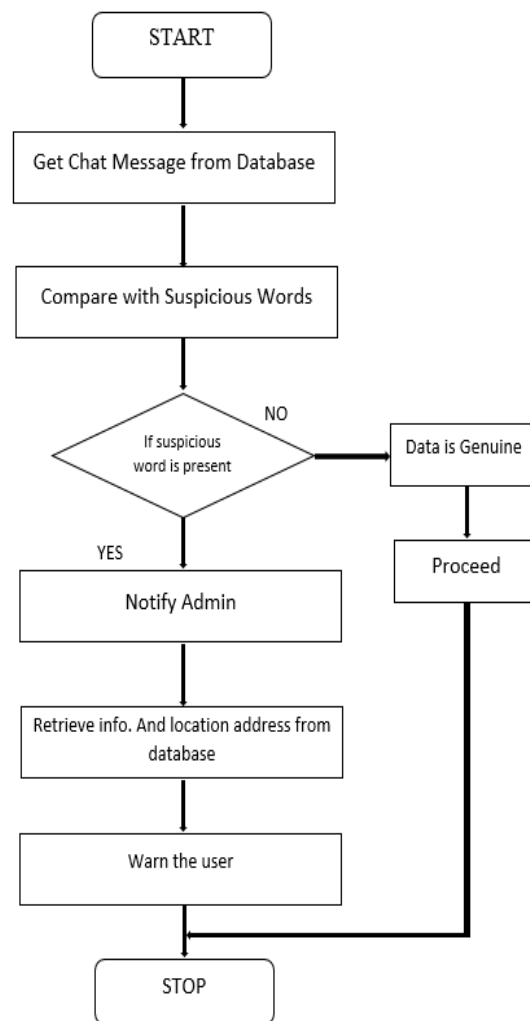 START
Get Chat Message from Database
Compare with Suspicious Words
NO
If suspicious
word is present
Data is Genuine
YES
Proceed
Notify Admin
Retrieve info. And location address from
database
Warn the user
STOP